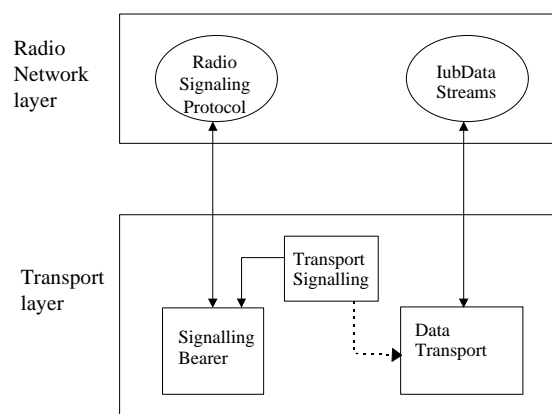 Radio
Network
layer
Radio
Signaling
Protocol
IubData
Streams
Transport
layer
Transport
Signalling
Signalling
Bearer
Data
Transport